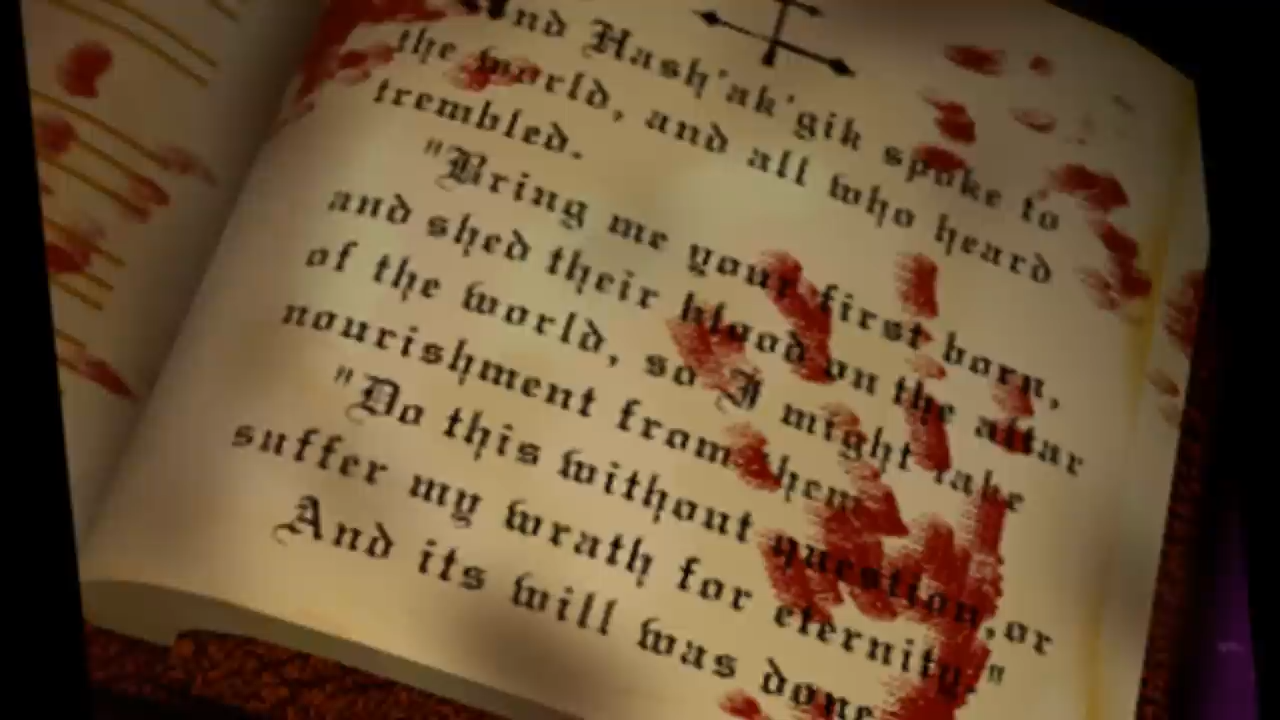 And Hash'ak'gik spoke to
the world, and all who heard
trembled.
"Bring me your first born,
and shed their blood on the altar
of the world, so I might take
nourishment from them
"Do this without question, or
suffer my wrath for eternity."
And its will was done